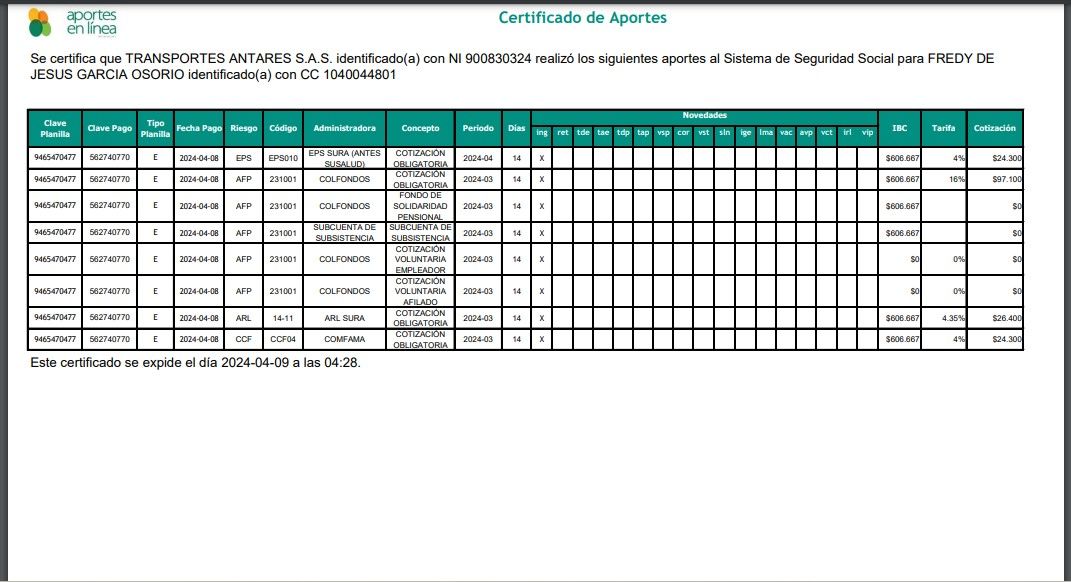 aportes
en línea
Certificado de Aportes
Se certifica que TRANSPORTES ANTARES S.A.S. identificado(a) con NI 900830324 realizó los siguientes aportes al Sistema de Seguridad Social para FREDY DE
JESUS GARCIA OSORIO identificado(a) con CC 1040044801
Clave Planilla Clave Pago Tipo Planilla Fecha Pago Riesgo Código Administradora Concepto Periodo Días Novedades IBC Tarifa Cotización
ing ret tde tae tdp tap vsp cor vst sln ige lma vac avp vct irl vip
9465470477 562740770 E 2024-04-08 EPS EPS010 EPS SURA (ANTES SUSALUD) COTIZACIÓN OBLIGATORIA 2024-04 14 X $606.667 4% $24.300
9465470477 562740770 E 2024-04-08 AFP 231001 COLFONDOS COTIZACIÓN OBLIGATORIA 2024-03 14 X $606.667 16% $97.100
9465470477 562740770 E 2024-04-08 AFP 231001 COLFONDOS FONDO DE SOLIDARIDAD PENSIONAL 2024-03 14 X $606.667 $0
9465470477 562740770 E 2024-04-08 AFP 231001 SUBCUENTA DE SUBSISTENCIA SUBCUENTA DE SUBSISTENCIA 2024-03 14 X $606.667 $0
9465470477 562740770 E 2024-04-08 AFP 231001 COLFONDOS COTIZACIÓN VOLUNTARIA EMPLEADOR 2024-03 14 X $0 0% $0
9465470477 562740770 E 2024-04-08 AFP 231001 COLFONDOS COTIZACIÓN VOLUNTARIA AFILADO 2024-03 14 X $0 0% $0
9465470477 562740770 E 2024-04-08 ARL 14-11 ARL SURA COTIZACIÓN OBLIGATORIA 2024-03 14 X $606.667 4.35% $26.400
9465470477 562740770 E 2024-04-08 CCF CCF04 COMFAMA COTIZACIÓN OBLIGATORIA 2024-03 14 X $606.667 4% $24.300
Este certificado se expide el día 2024-04-09 a las 04:28.